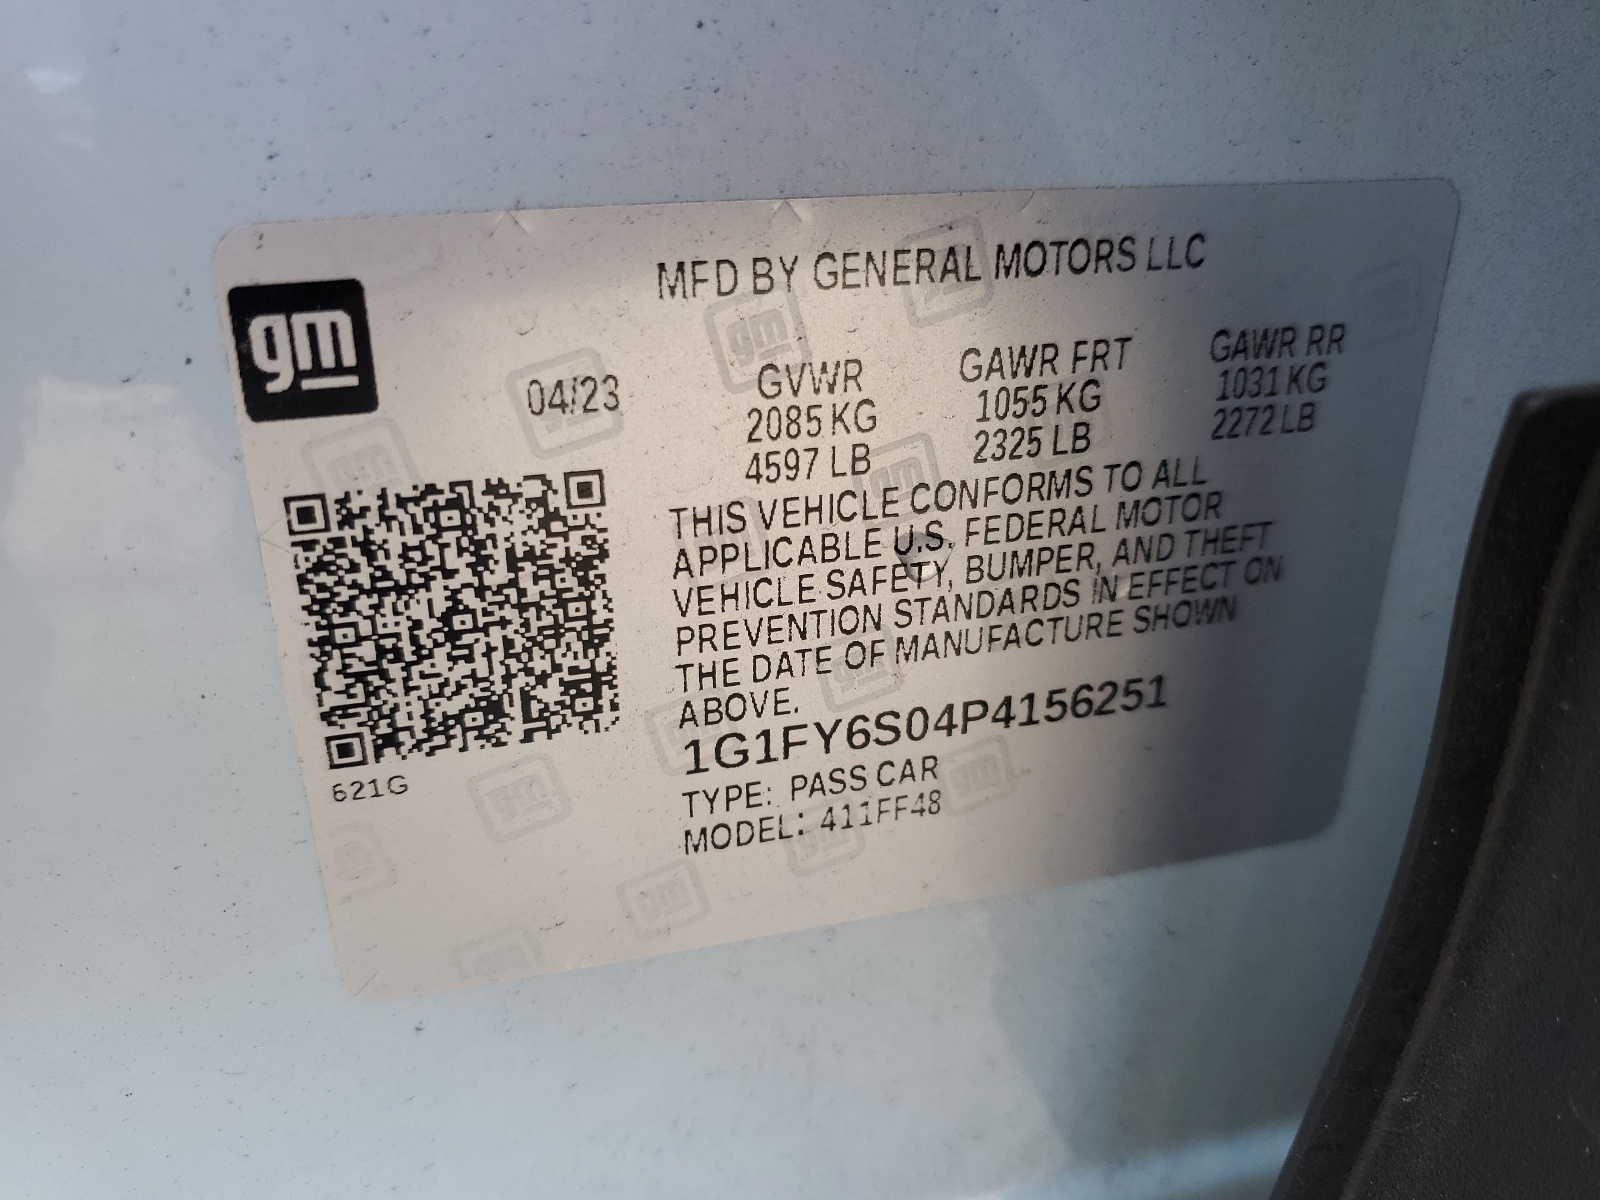 MFD BY GENERAL MOTORS LLC
gm
04/23
GVWR
2085 KG
4597 LB
GAWR FRT
1055 KG
2325 LB
GAWR RR
1031 KG
2272 LB
THIS VEHICLE CONFORMS TO ALL
APPLICABLE U.S. FEDERAL MOTOR
VEHICLE SAFETY, BUMPER, AND THEFT
PREVENTION STANDARDS IN EFFECT ON
THE DATE OF MANUFACTURE SHOWN
ABOVE.
1G1FY6S04P4156251
TYPE: PASS CAR
MODEL: 411FF48
621G